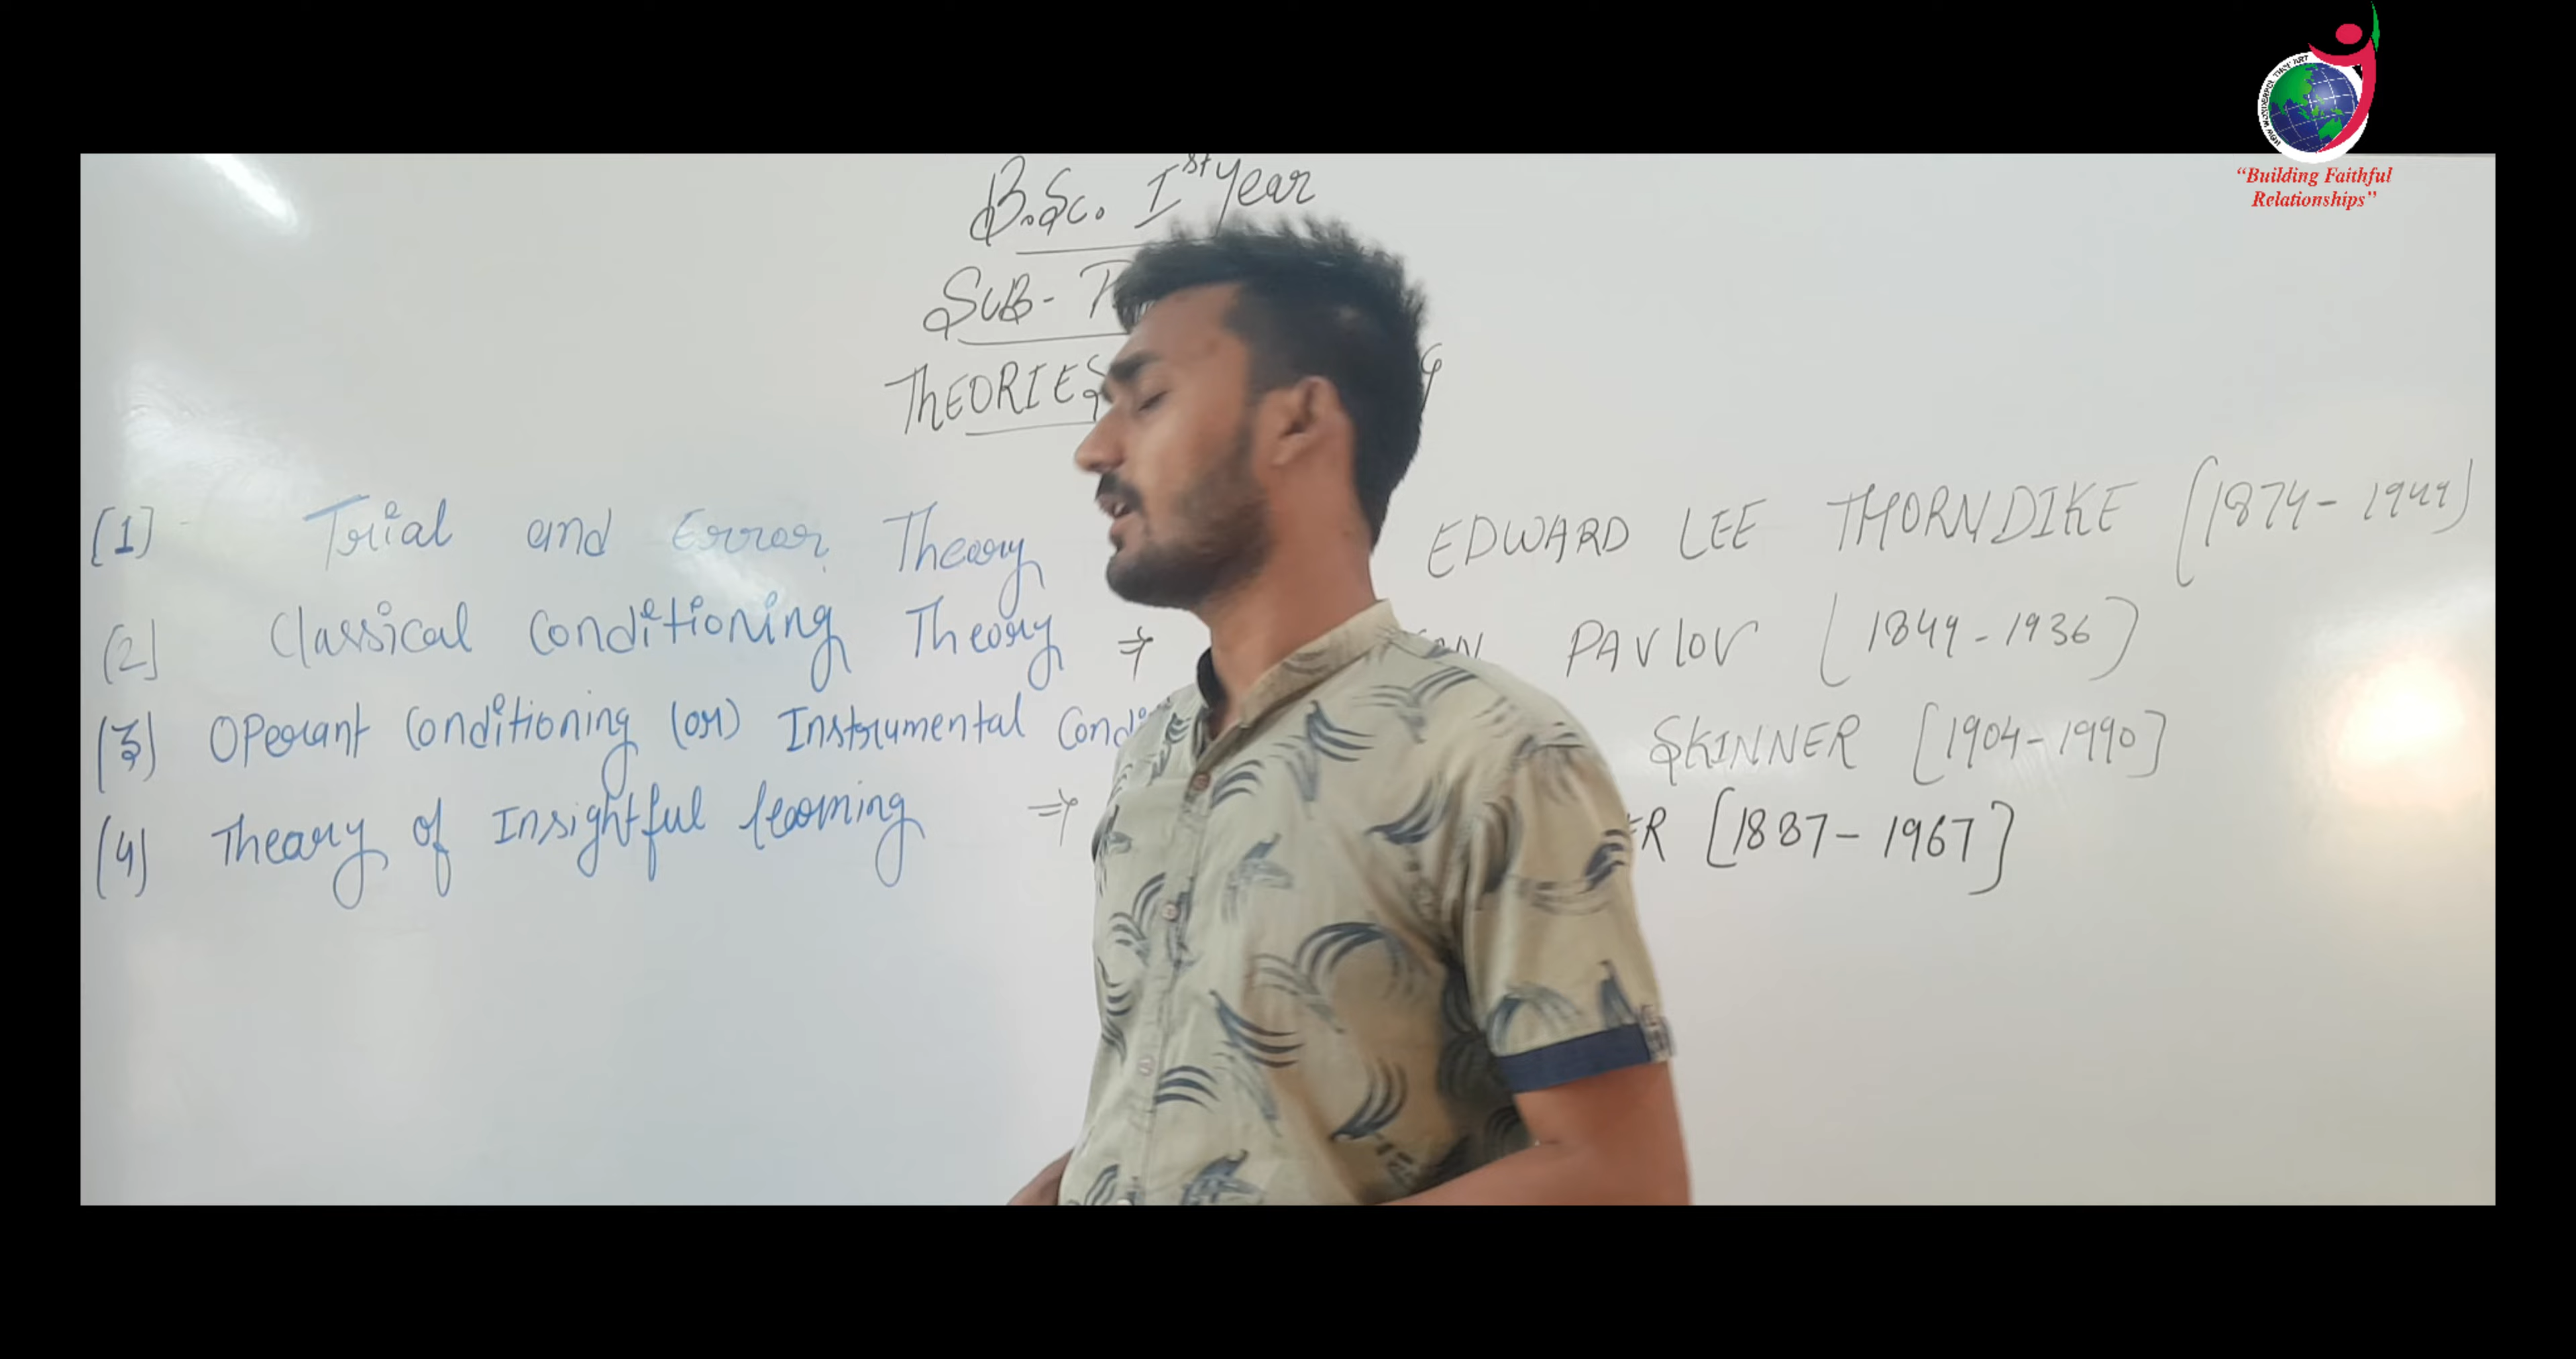 "Building Faithful
Relationships"
B.Sc. Ist Year
SUB-
THEORIES
(1) Trial and Error Theory EDWARD LEE THORNDIKE (1874-1949)
(2) Classical Conditioning Theory ⇒ PAVLOV (1849-1936)
(3) Operant Conditioning (or) Instrumental SKINNER [1904-1990]
(4) Theory of Insightful learning ⇒ [1887-1967]